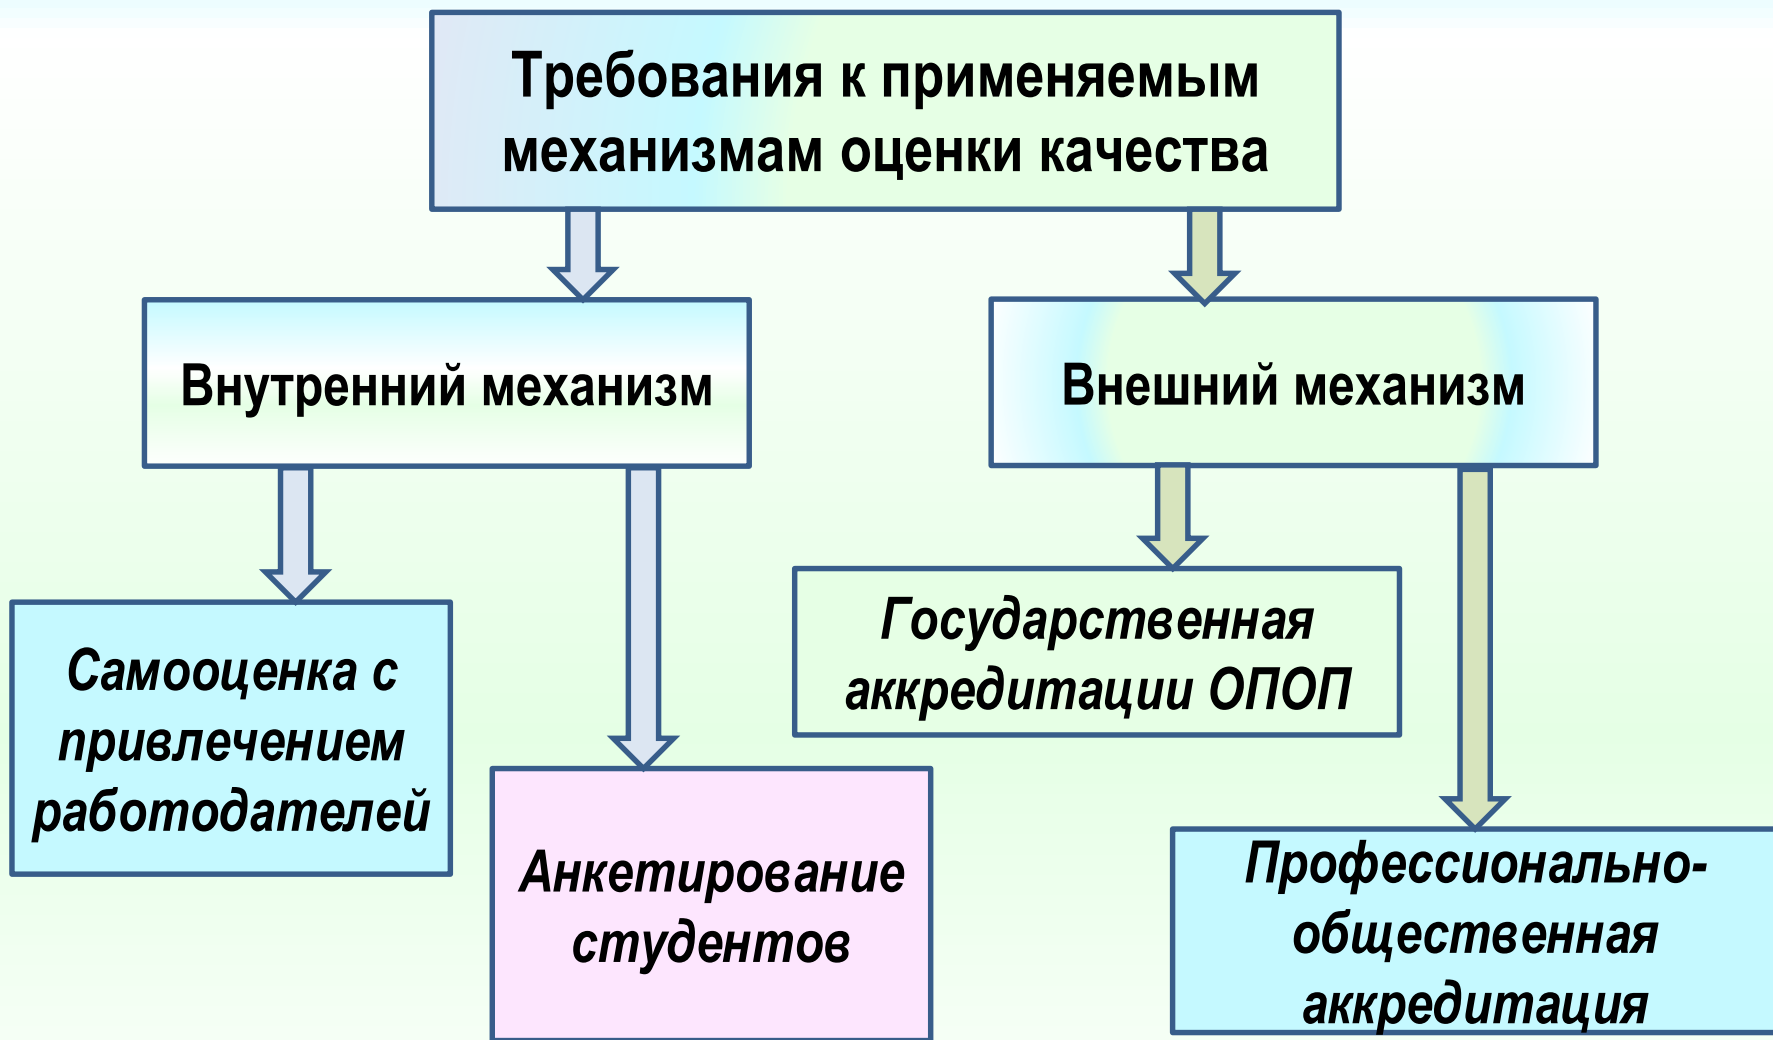 Требования к применяемым
механизмам оценки качества
Внутренний механизм
Внешний механизм
Самооценка с
привлечением
работодателей
Анкетирование
студентов
Государственная
аккредитации ОПОП
Профессионально-
общественная
аккредитация